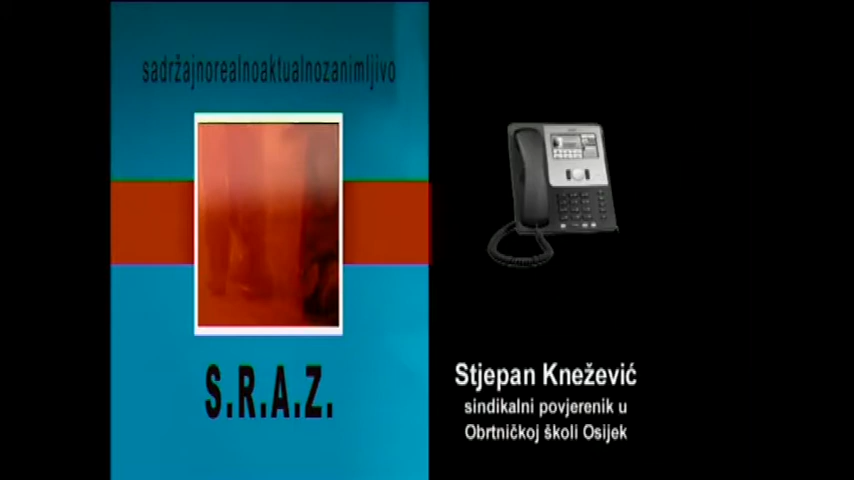 sadržajnorealnoaktualnozanimljivo
S.R.A.Z.
Stjepan Knežević
sindikalni povjerenik u
Obrtničkoj školi Osijek